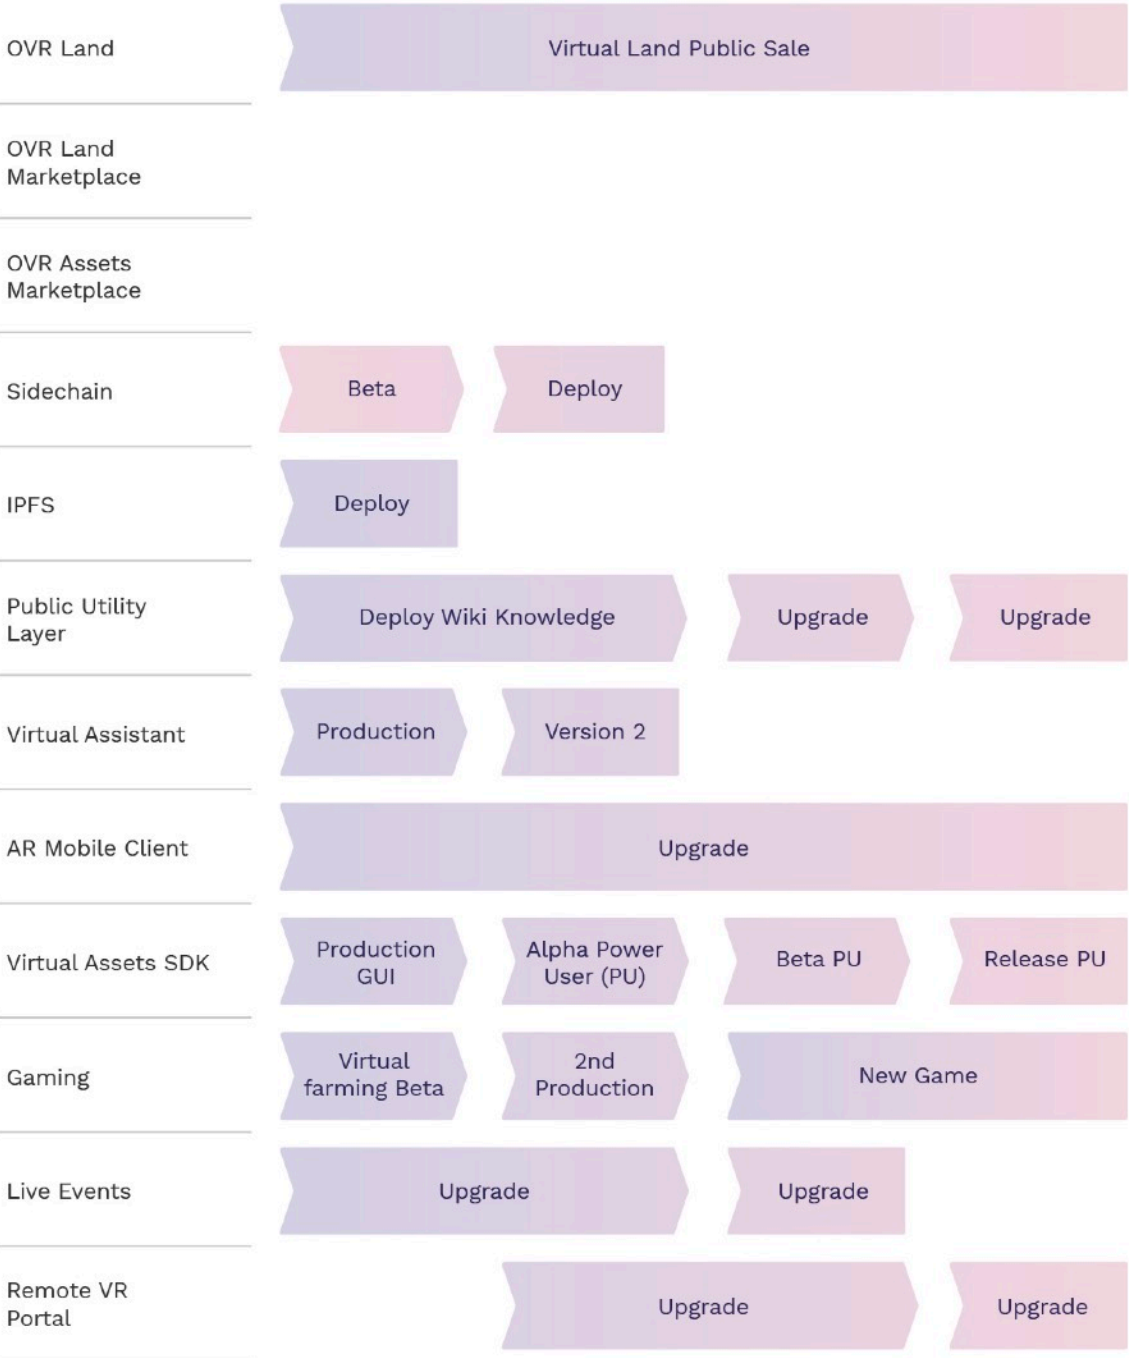 OVR Land
Virtual Land Public Sale
OVR Land
Marketplace
OVR Assets
Marketplace
Sidechain
Beta
Deploy
IPFS
Deploy
Public Utility
Layer
Deploy Wiki Knowledge
Upgrade
Upgrade
Virtual Assistant
Production
Version 2
AR Mobile Client
Upgrade
Virtual Assets SDK
Production
GUI
Alpha Power
User (PU)
Beta PU
Release PU
Gaming
Virtual
farming Beta
2nd
Production
New Game
Live Events
Upgrade
Upgrade
Remote VR
Portal
Upgrade
Upgrade